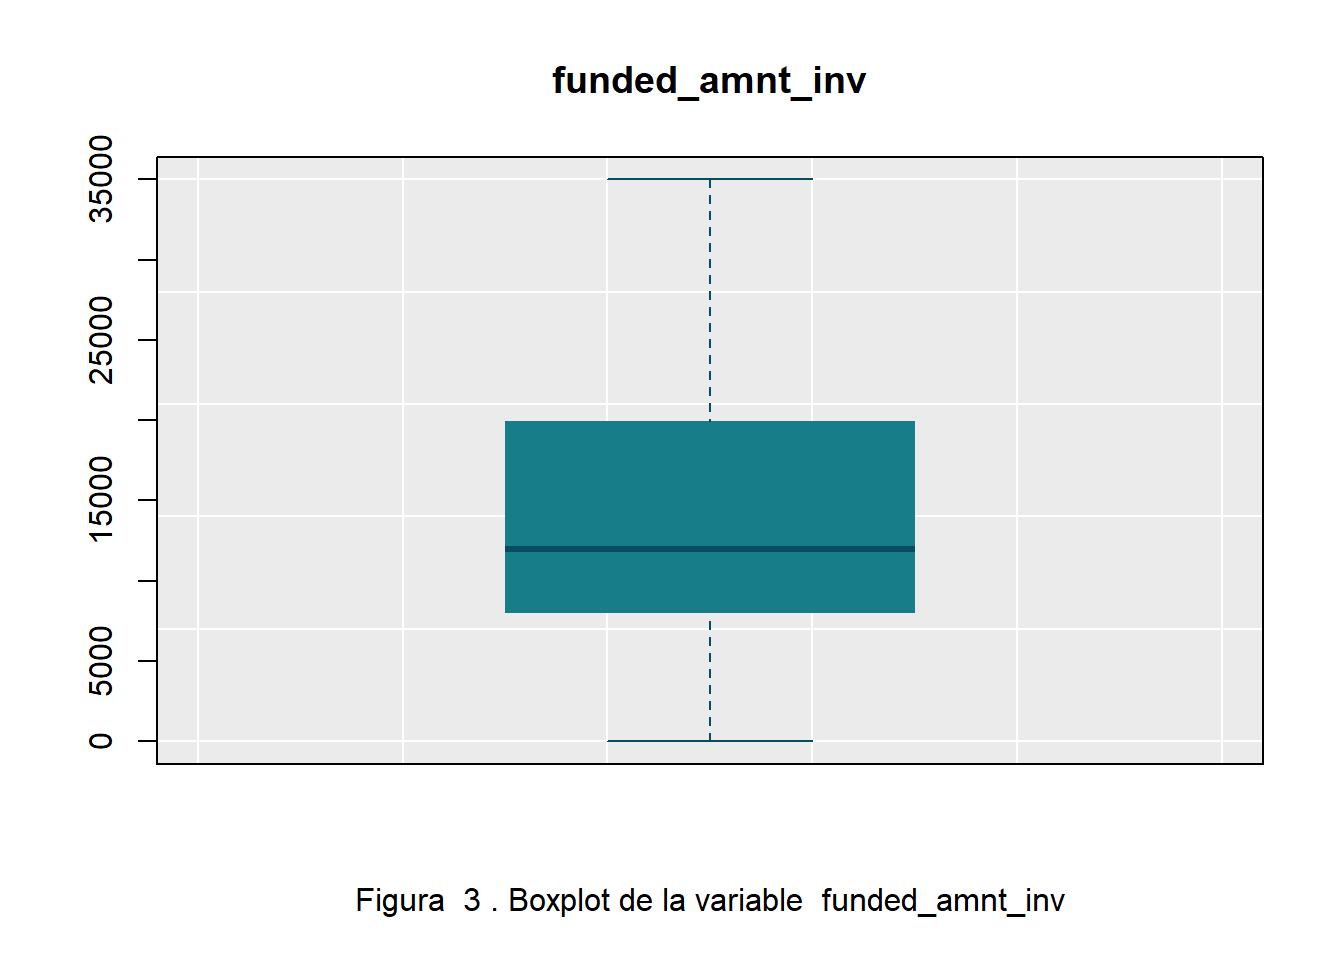 funded_amnt_inv
35000
25000
15000
5000
0
Figura  3 . Boxplot de la variable  funded_amnt_inv